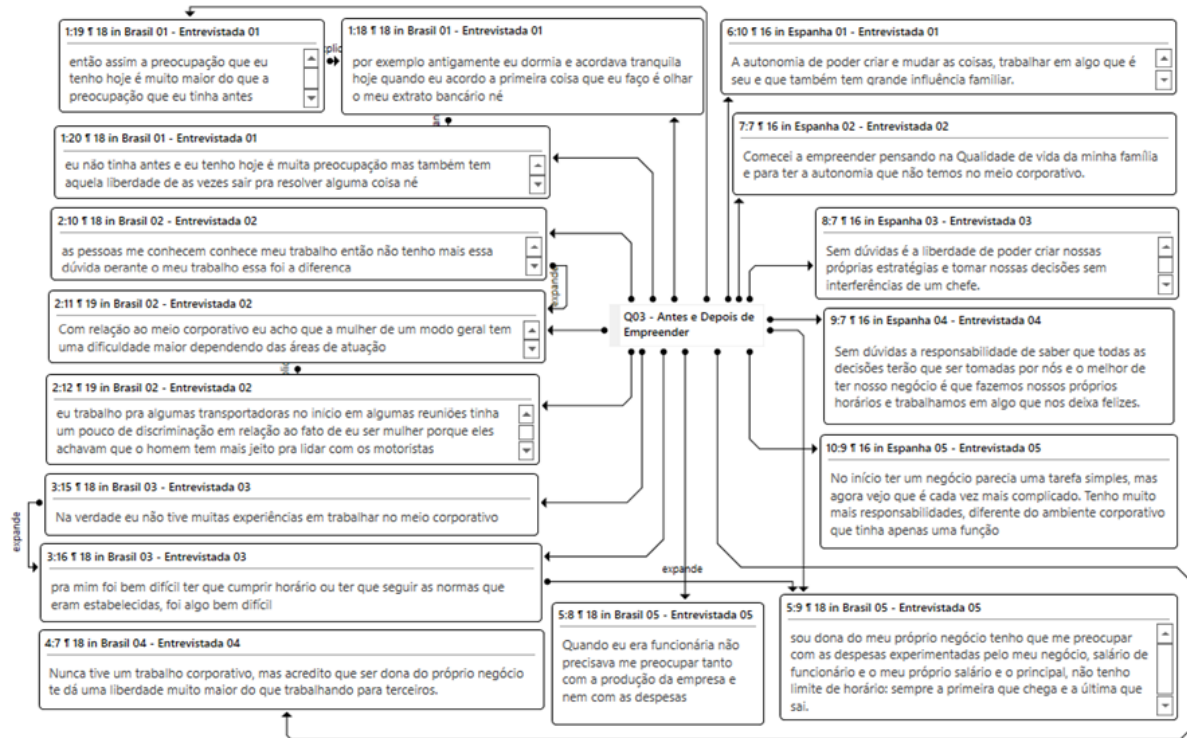 1:19 ¶ 18 in Brasil 01 - Entrevistada 01
então assim a preocupação que eu
tenho hoje é muito maior do que a
preocupação que eu tinha antes
1:18 ¶ 18 in Brasil 01 - Entrevistada 01
por exemplo antigamente eu dormia e acordava tranquila
hoje quando eu acordo a primeira coisa que eu faço é olhar
o meu extrato bancário né
1:20 ¶ 18 in Brasil 01 - Entrevistada 01
eu não tinha antes e eu tenho hoje é muita preocupação mas também tem
aquela liberdade de as vezes sair pra resolver alguma coisa né
2:10 ¶ 18 in Brasil 02 - Entrevistada 02
as pessoas me conhecem conhece meu trabalho então não tenho mais essa
dúvida perante o meu trabalho essa foi a diferença
expande
2:11 ¶ 19 in Brasil 02 - Entrevistada 02
Com relação ao meio corporativo eu acho que a mulher de um modo geral tem
uma dificuldade maior dependendo das áreas de atuação
2:12 ¶ 19 in Brasil 02 - Entrevistada 02
eu trabalho pra algumas transportadoras no início em algumas reuniões tinha
um pouco de discriminação em relação ao fato de eu ser mulher porque eles
achavam que o homem tem mais jeito pra lidar com os motoristas
3:15 ¶ 18 in Brasil 03 - Entrevistada 03
Na verdade eu não tive muitas experiências em trabalhar no meio corporativo
expande
3:16 ¶ 18 in Brasil 03 - Entrevistada 03
pra mim foi bem difícil ter que cumprir horário ou ter que seguir as normas que
eram estabelecidas, foi algo bem difícil
expande
4:7 ¶ 18 in Brasil 04 - Entrevistada 04
Nunca tive um trabalho corporativo, mas acredito que ser dona do próprio negócio
te dá uma liberdade muito maior do que trabalhando para terceiros.
Q03 - Antes e Depois de
Empreender
6:10 ¶ 16 in Espanha 01 - Entrevistada 01
A autonomia de poder criar e mudar as coisas, trabalhar em algo que é
seu e que também tem grande influência familiar.
7:7 ¶ 16 in Espanha 02 - Entrevistada 02
Comecei a empreender pensando na Qualidade de vida da minha família
e para ter a autonomia que não temos no meio corporativo.
8:7 ¶ 16 in Espanha 03 - Entrevistada 03
Sem dúvidas é a liberdade de poder criar nossas
próprias estratégias e tomar nossas decisões sem
interferências de um chefe.
9:7 ¶ 16 in Espanha 04 - Entrevistada 04
Sem dúvidas a responsabilidade de saber que todas as
decisões terão que ser tomadas por nós e o melhor de
ter nosso negócio é que fazemos nossos próprios
horários e trabalhamos em algo que nos deixa felizes.
10:9 ¶ 16 in Espanha 05 - Entrevistada 05
No início ter um negócio parecia uma tarefa simples, mas
agora vejo que é cada vez mais complicado. Tenho muito
mais responsabilidades, diferente do ambiente corporativo
que tinha apenas uma função
5:8 ¶ 18 in Brasil 05 - Entrevistada 05
Quando eu era funcionária não
precisava me preocupar tanto
com a produção da empresa e
nem com as despesas
5:9 ¶ 18 in Brasil 05 - Entrevistada 05
sou dona do meu próprio negócio tenho que me preocupar
com as despesas experimentadas pelo meu negócio, salário de
funcionário e o meu próprio salário e o principal, não tenho
limite de horário: sempre a primeira que chega e a última que
sai.